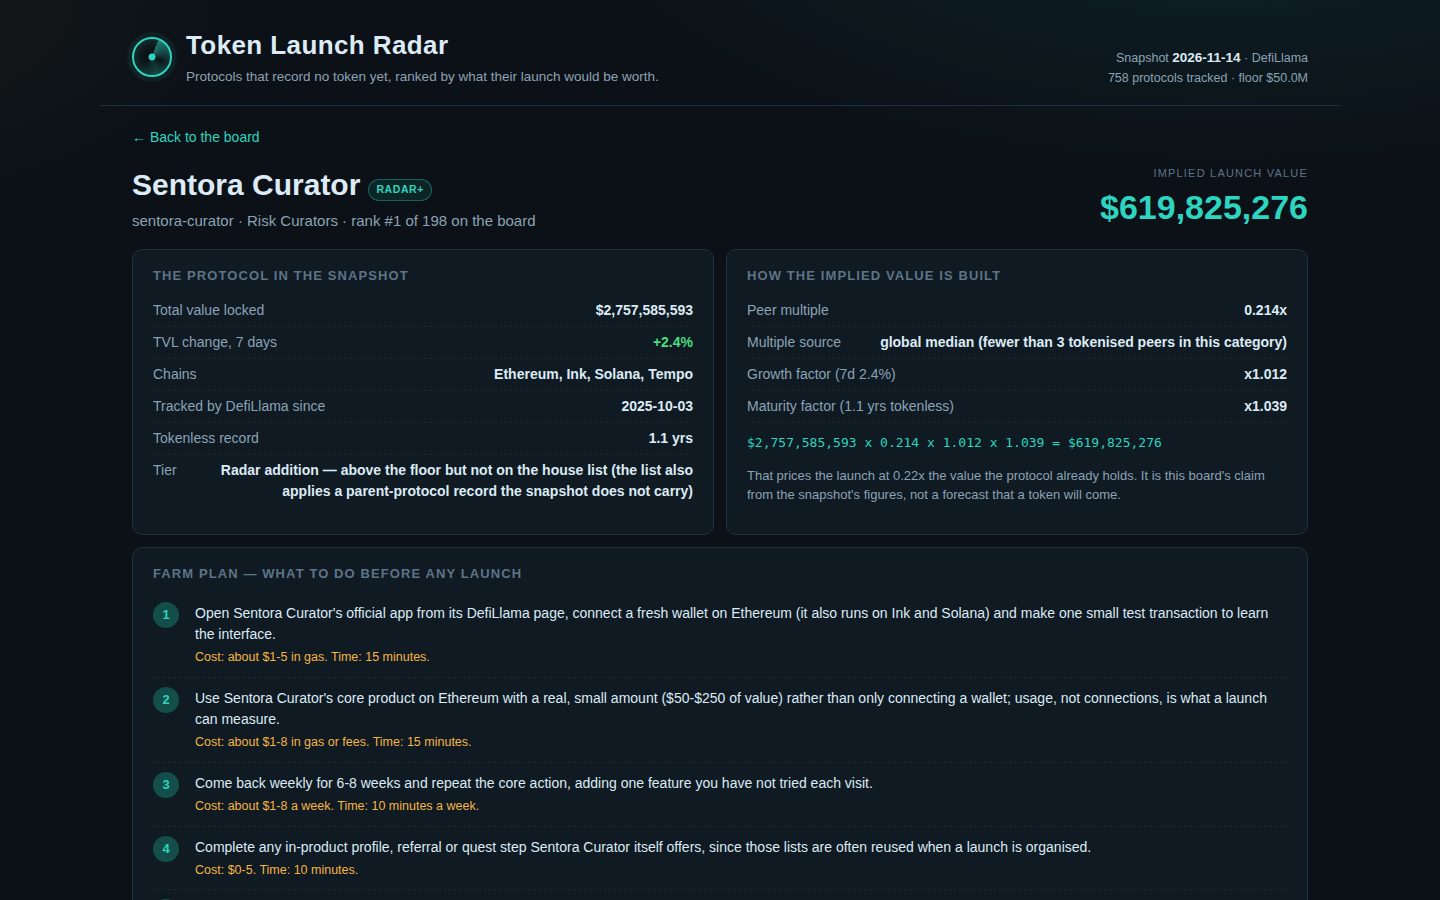 Token Launch Radar
Protocols that record no token yet, ranked by what their launch would be worth.
Snapshot 2026-11-14 · DefiLlama
758 protocols tracked · floor $50.0M
← Back to the board
Sentora Curator RADAR+
sentora-curator · Risk Curators · rank #1 of 198 on the board
IMPLIED LAUNCH VALUE
$619,825,276
THE PROTOCOL IN THE SNAPSHOT
Total value locked $2,757,585,593
TVL change, 7 days +2.4%
Chains Ethereum, Ink, Solana, Tempo
Tracked by DefiLlama since 2025-10-03
Tokenless record 1.1 yrs
Tier Radar addition — above the floor but not on the house list (the list also
applies a parent-protocol record the snapshot does not carry)
HOW THE IMPLIED VALUE IS BUILT
Peer multiple 0.214x
Multiple source global median (fewer than 3 tokenised peers in this category)
Growth factor (7d 2.4%) x1.012
Maturity factor (1.1 yrs tokenless) x1.039
$2,757,585,593 x 0.214 x 1.012 x 1.039 = $619,825,276
That prices the launch at 0.22x the value the protocol already holds. It is this board's claim
from the snapshot's figures, not a forecast that a token will come.
FARM PLAN — WHAT TO DO BEFORE ANY LAUNCH
1 Open Sentora Curator's official app from its DefiLlama page, connect a fresh wallet on Ethereum (it also runs on Ink and Solana) and make one small test transaction to learn
the interface.
Cost: about $1-5 in gas. Time: 15 minutes.
2 Use Sentora Curator's core product on Ethereum with a real, small amount ($50-$250 of value) rather than only connecting a wallet; usage, not connections, is what a launch
can measure.
Cost: about $1-8 in gas or fees. Time: 15 minutes.
3 Come back weekly for 6-8 weeks and repeat the core action, adding one feature you have not tried each visit.
Cost: about $1-8 a week. Time: 10 minutes a week.
4 Complete any in-product profile, referral or quest step Sentora Curator itself offers, since those lists are often reused when a launch is organised.
Cost: $0-5. Time: 10 minutes.